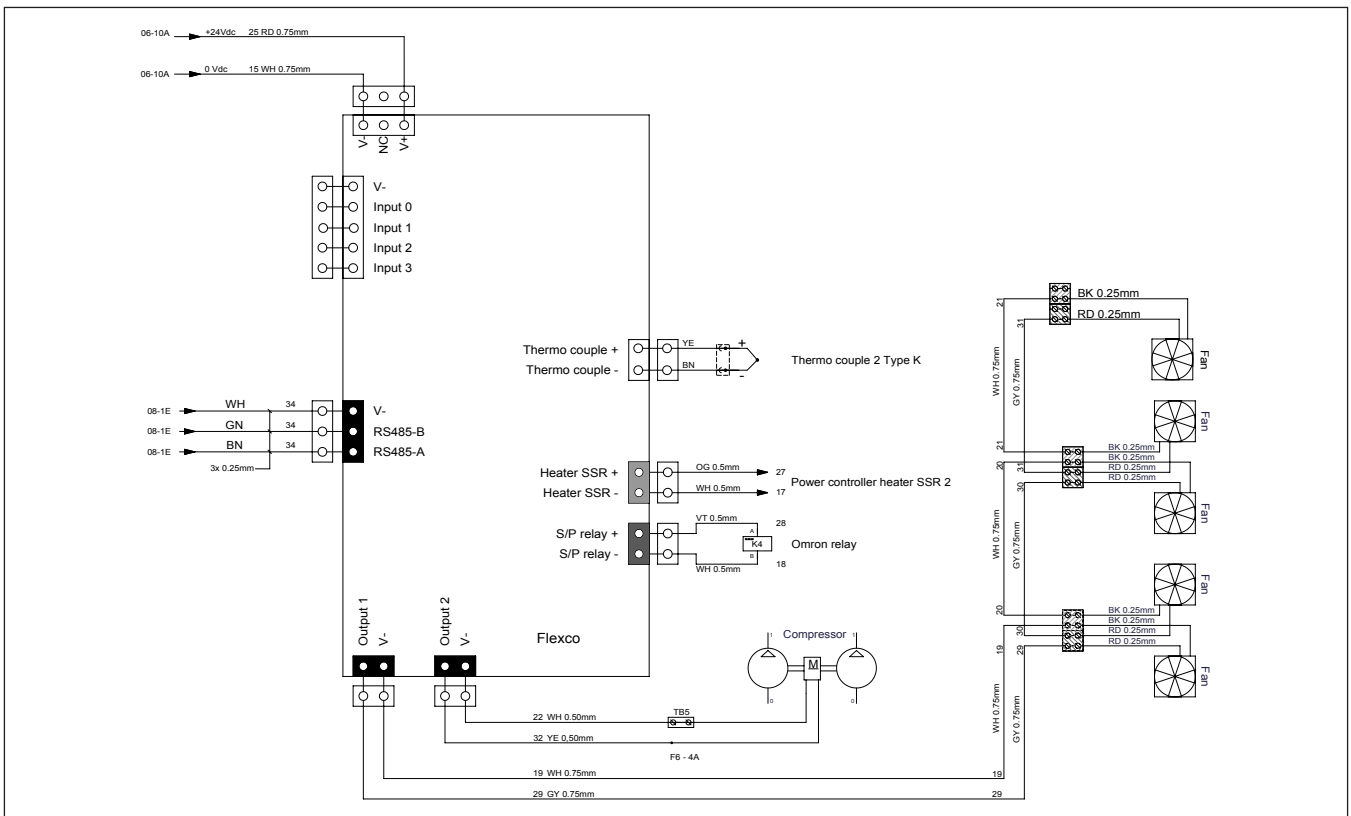 06-10A +24Vdc 25 RD 0.75mm
06-10A 0 Vdc 15 WH 0.75mm
V- NC V+
V-
Input 0
Input 1
Input 2
Input 3
Thermo couple + YE +
Thermo couple - BN -
Thermo couple 2 Type K
08-1E WH 34 V-
08-1E GN 34 RS485-B
08-1E BN 34 RS485-A
3x 0.25mm
Heater SSR + OG 0.5mm 27
Heater SSR - WH 0.5mm 17
Power controller heater SSR 2
S/P relay + VT 0.5mm 28
A K4 B Omron relay
S/P relay - WH 0.5mm 18
Output 1 V- Output 2 V-
Flexco
1 Compressor 1
M
0 0
22 WH 0.50mm TB5
32 YE 0,50mm
F6 - 4A
19 WH 0.75mm 19
29 GY 0.75mm 29
21 BK 0.25mm
31 RD 0.25mm
Fan
WH 0.75mm GY 0.75mm
Fan
21 BK 0.25mm
20 BK 0.25mm
31 RD 0.25mm
30 RD 0.25mm
Fan
WH 0.75mm GY 0.75mm
Fan
20 BK 0.25mm
BK 0.25mm
30 RD 0.25mm
19 29 RD 0.25mm
Fan
WH 0.75mm GY 0.75mm